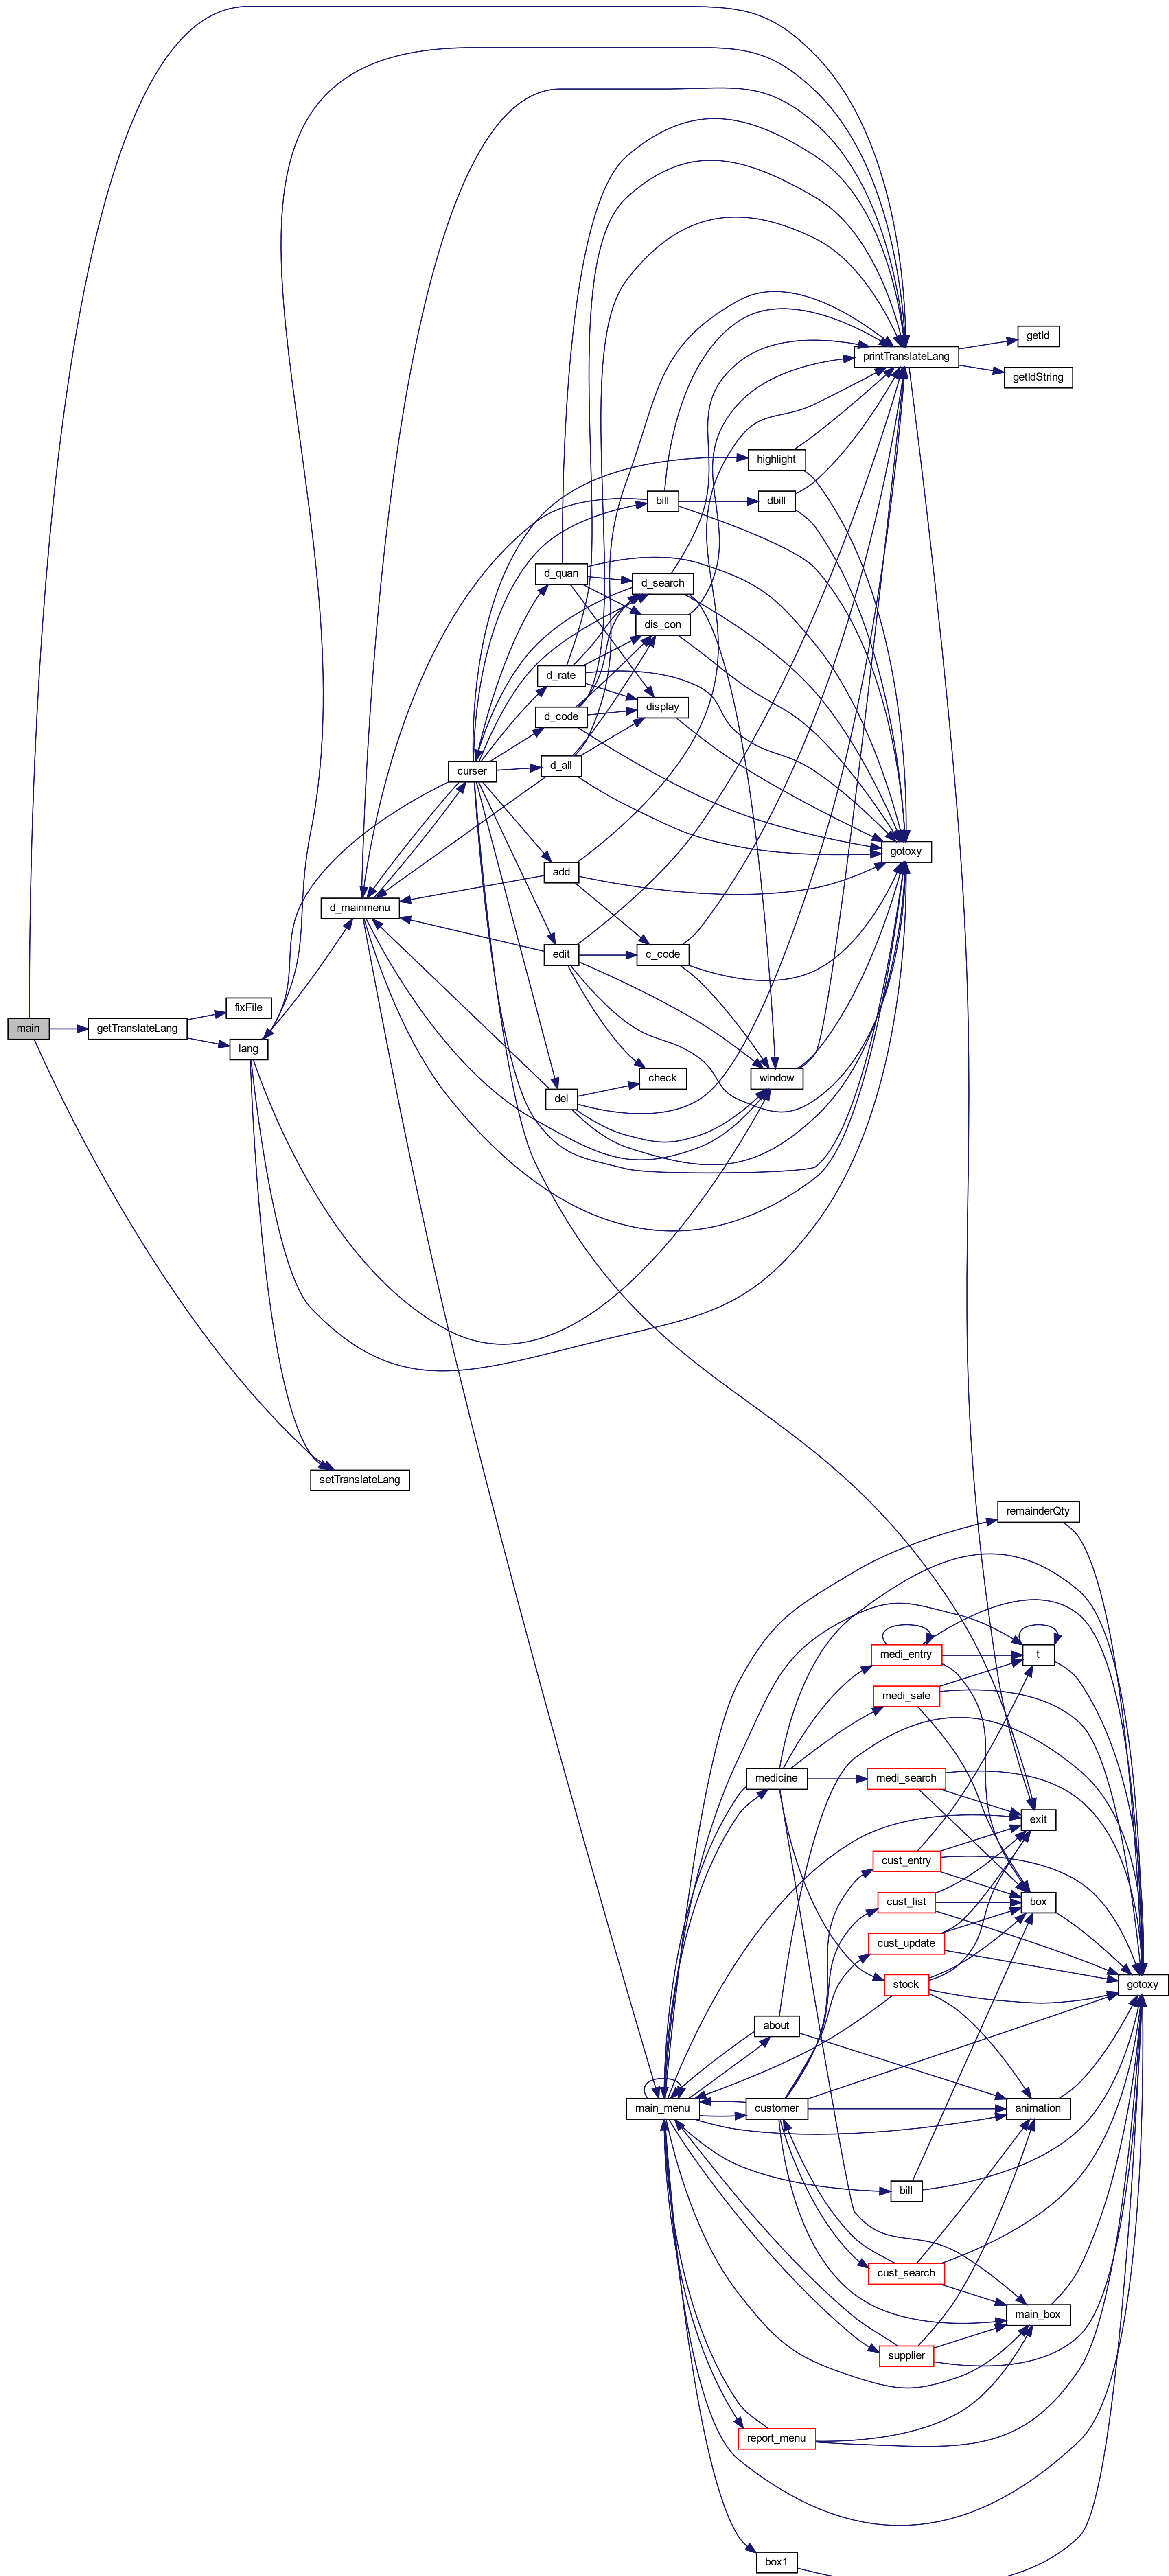 getId
printTranslateLang
getIdString
highlight
bill
dbill
d_quan
d_search
dis_con
d_rate
display
d_code
d_all
curser
gotoxy
add
d_mainmenu
edit
c_code
fixFile
main
getTranslateLang
lang
check
window
del
setTranslateLang
remainderQty
medi_entry
t
medi_sale
medicine
medi_search
exit
cust_entry
cust_list
box
cust_update
stock
gotoxy
about
main_menu
customer
animation
bill
cust_search
main_box
supplier
report_menu
box1